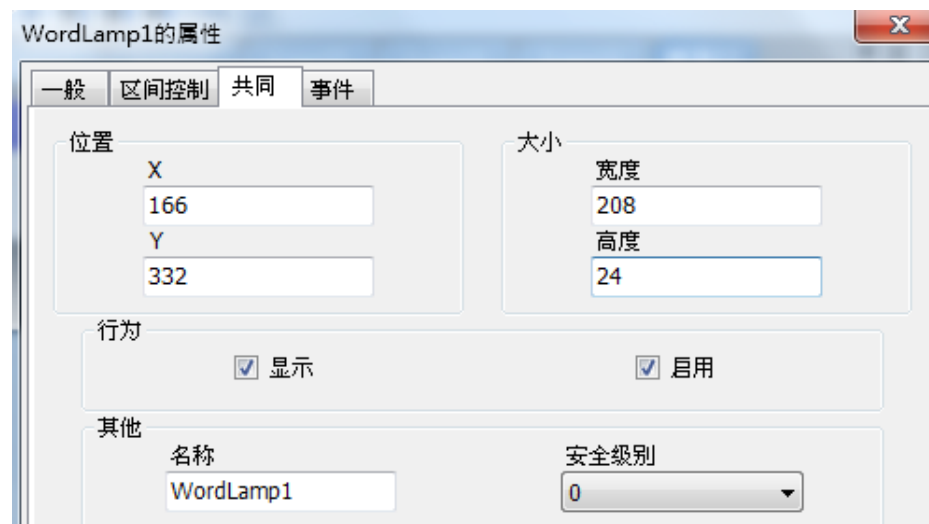 WordLamp1的属性
一般 区间控制 共同 事件
位置 大小
X 宽度
166 208
Y 高度
332 24
行为
显示 启用
其他
名称 安全级别
WordLamp1 0